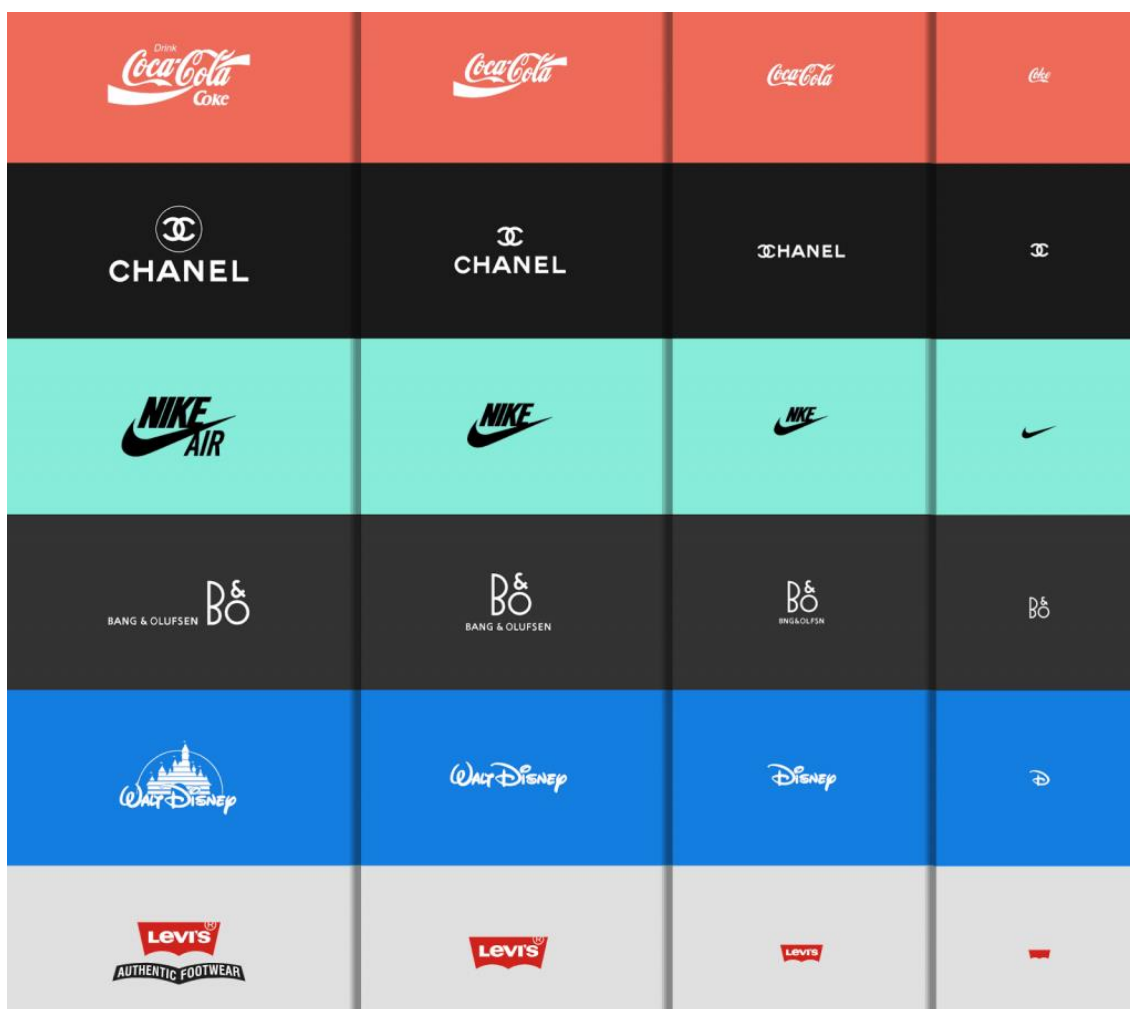 Drink
Coca-Cola
Coke
Coca-Cola
Coca-Cola
Coke
CHANEL
CHANEL
CHANEL
NIKE
AIR
NIKE
NKE
BANG & OLUFSEN B&O
B&O
BANG & OLUFSEN
B&O
BNG&OLFSN
B&O
WALT DISNEY
WALT DISNEY
DISNEY
D
LEVI'S®
AUTHENTIC FOOTWEAR
LEVI'S®
LEVI'S